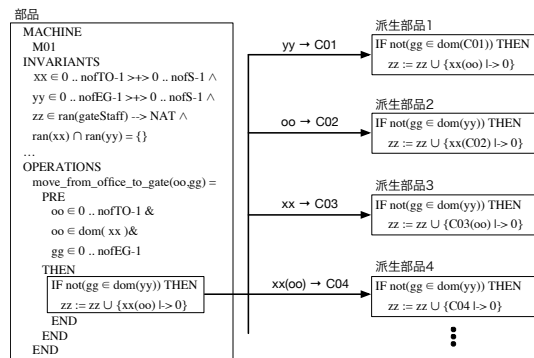 部品
MACHINE
M01
INVARIANTS
xx ∈ 0 .. nofTO-1 >+> 0 .. nofS-1 ∧
yy ∈ 0 .. nofEG-1 >+> 0 .. nofS-1 ∧
zz ∈ ran(gateStaff) --> NAT ∧
ran(xx) ∩ ran(yy) = {}
...
OPERATIONS
move_from_office_to_gate(oo,gg) =
PRE
oo ∈ 0 .. nofTO-1 &
oo ∈ dom( xx )&
gg ∈ 0 .. nofEG-1
THEN
IF not(gg ∈ dom(yy)) THEN
zz := zz ∪ {xx(oo) |-> 0}
END
END
END
yy → C01
派生部品1
IF not(gg ∈ dom(C01)) THEN
zz := zz ∪ {xx(oo) |-> 0}
oo → C02
派生部品2
IF not(gg ∈ dom(yy)) THEN
zz := zz ∪ {xx(C02) |-> 0}
xx → C03
派生部品3
IF not(gg ∈ dom(yy)) THEN
zz := zz ∪ {C03(oo) |-> 0}
xx(oo) → C04
派生部品4
IF not(gg ∈ dom(yy)) THEN
zz := zz ∪ {C04 |-> 0}